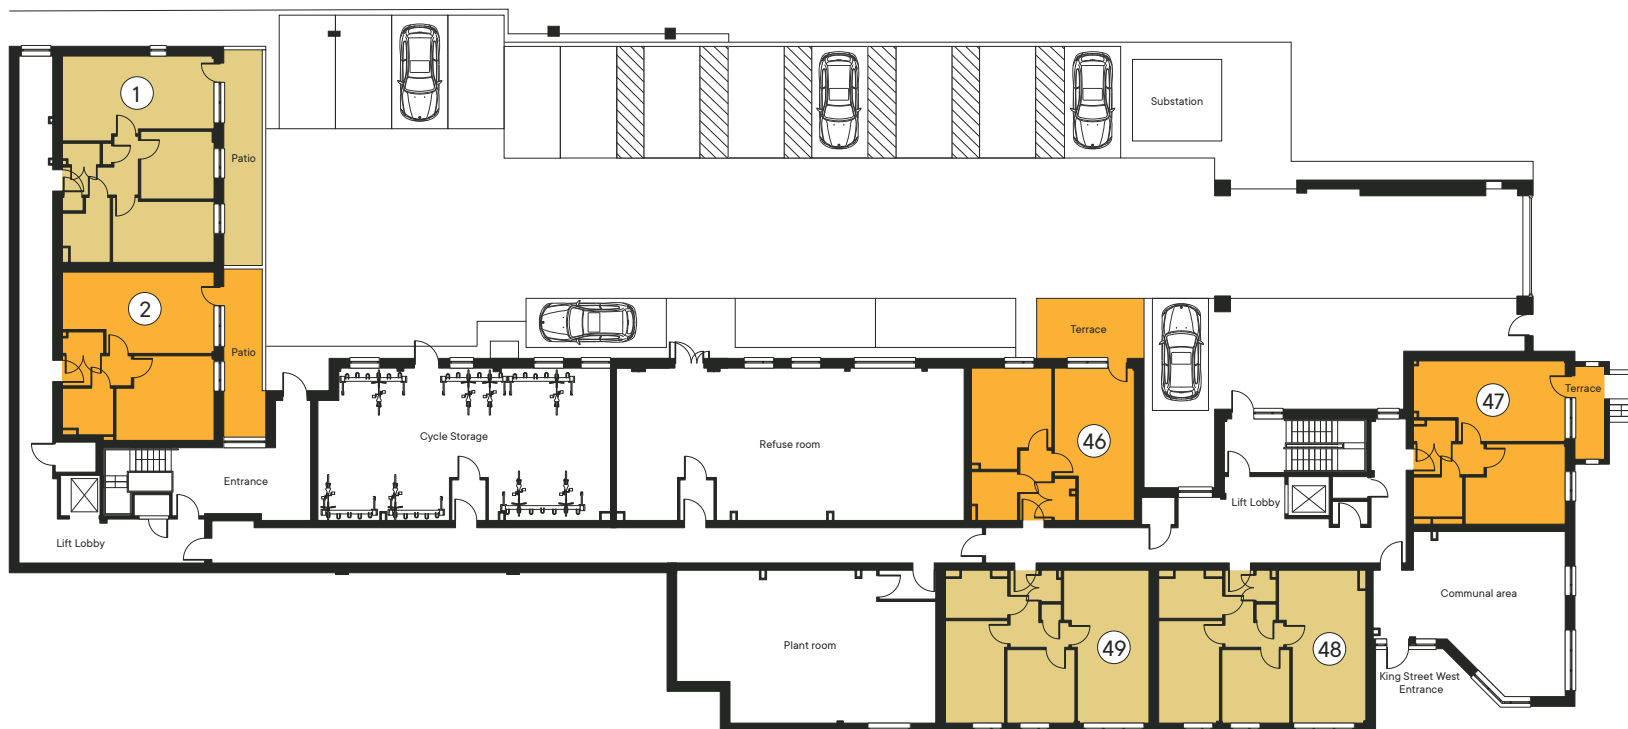 1
Substation
Patio
2
Patio
Terrace
47
Terrace
46
Cycle Storage
Refuse room
Entrance
Lift Lobby
Lift Lobby
Communal area
49
48
Plant room
King Street West
Entrance